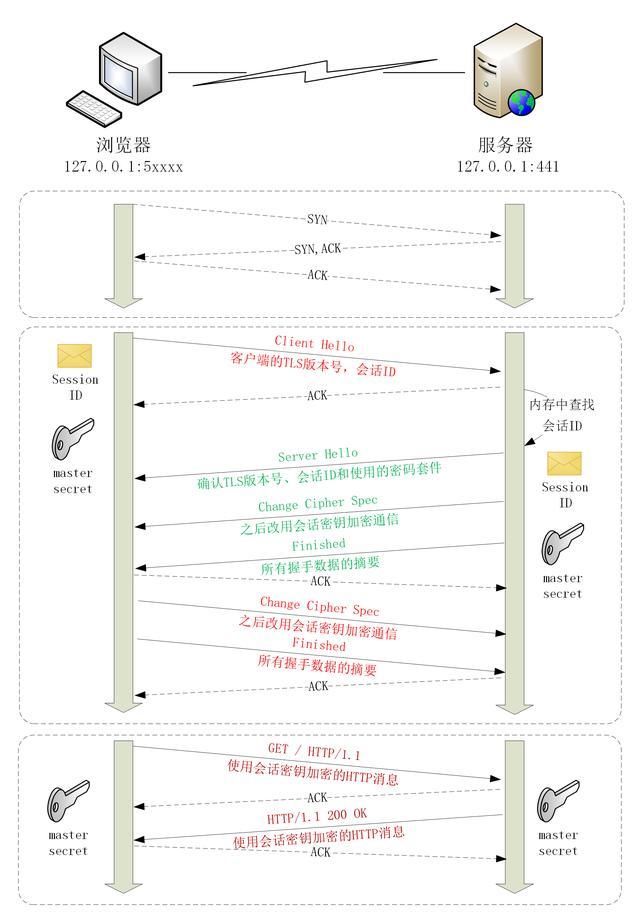 浏览器
127.0.0.1:5xxxx
服务器
127.0.0.1:441
SYN
SYN,ACK
ACK
Client Hello
客户端的TLS版本号，会话ID
Session
ID
master
secret
ACK
内存中查找
会话ID
Server Hello
确认TLS版本号、会话ID和使用的密码套件
Session
ID
Change Cipher Spec
之后改用会话密钥加密通信
Finished
所有握手数据的摘要
ACK
master
secret
Change Cipher Spec
之后改用会话密钥加密通信
Finished
所有握手数据的摘要
ACK
GET / HTTP/1.1
使用会话密钥加密的HTTP消息
ACK
HTTP/1.1 200 OK
使用会话密钥加密的HTTP消息
ACK
master
secret
master
secret